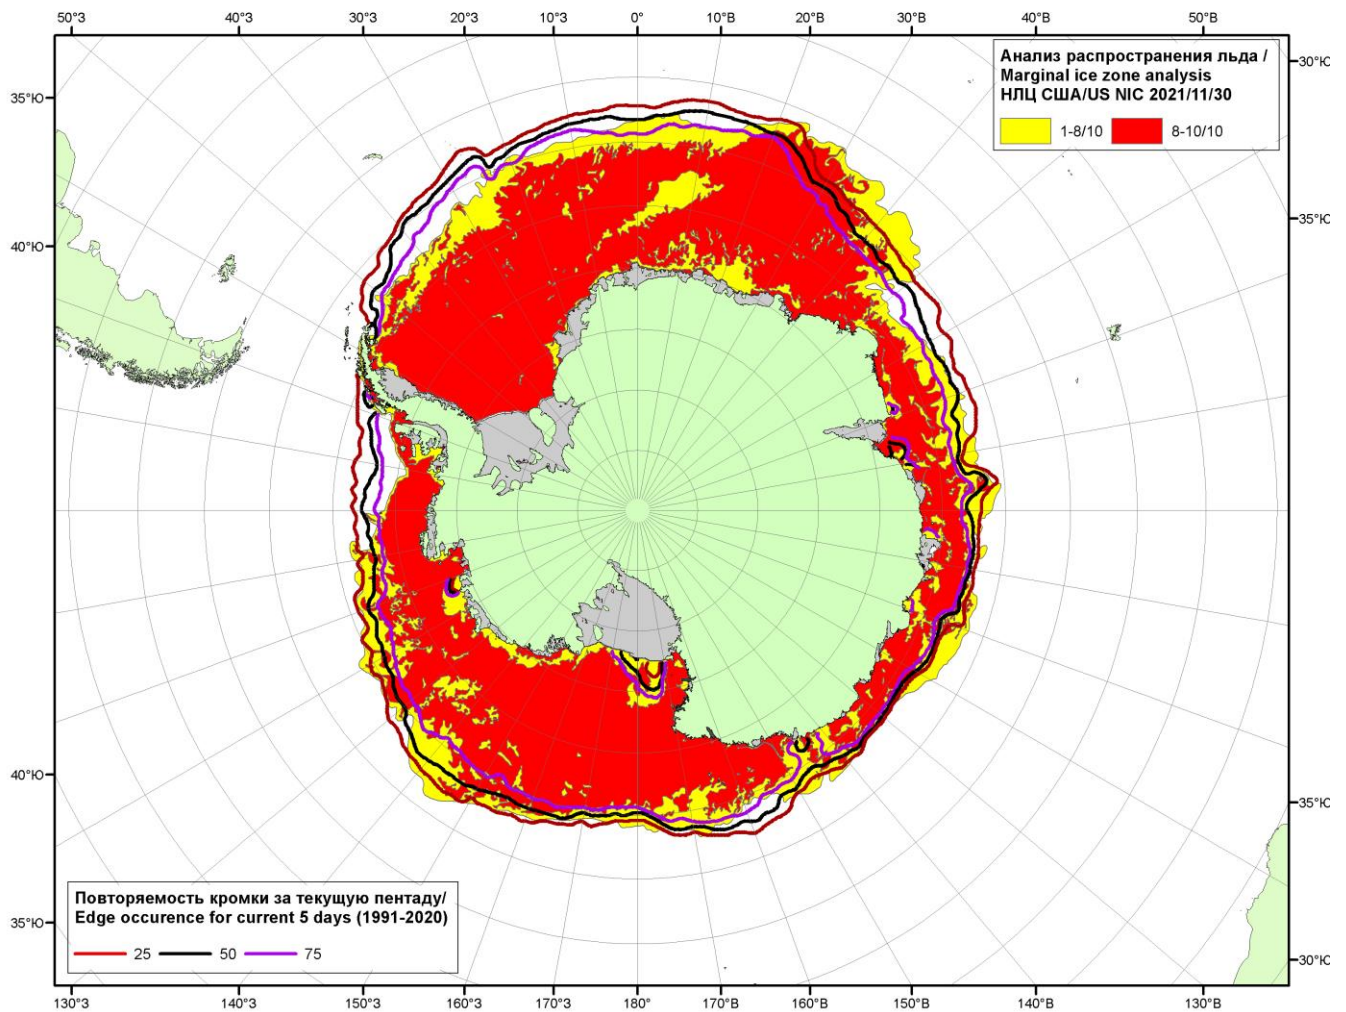 50°З 40°З 30°З 20°З 10°З 0° 10°В 20°В 30°В 40°В 50°В
Анализ распространения льда /
Marginal ice zone analysis
НЛЦ США/US NIC 2021/11/30
1-8/10 8-10/10
30°Ю
35°Ю
35°Ю
40°Ю
40°Ю
35°Ю
35°Ю
30°Ю
Повторяемость кромки за текущую пентаду/
Edge occurence for current 5 days (1991-2020)
25 50 75
130°З 140°З 150°З 160°З 170°З 180° 170°В 160°В 150°В 140°В 130°В